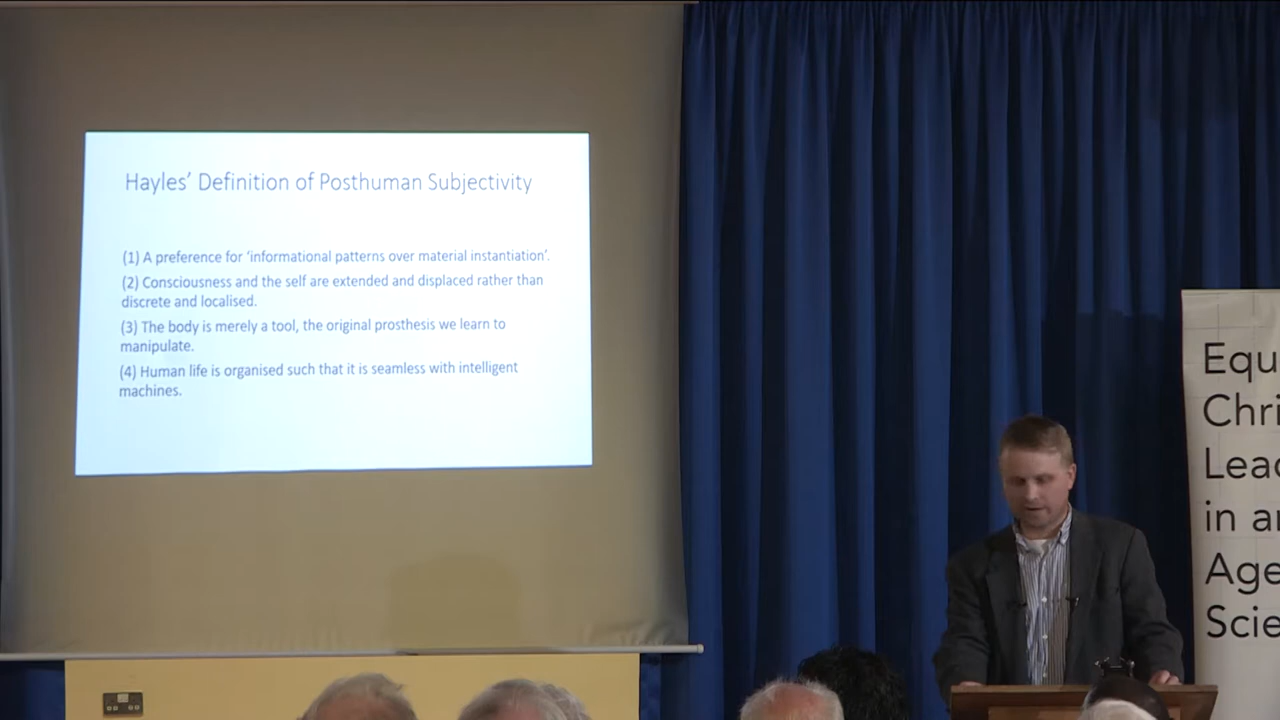 Hayles' Definition of Posthuman Subjectivity
(1) A preference for 'informational patterns over material instantiation'.
(2) Consciousness and the self are extended and displaced rather than
discrete and localised.
(3) The body is merely a tool, the original prosthesis we learn to
manipulate.
(4) Human life is organised such that it is seamless with intelligent
machines.
Equ
Chri
Lead
in an
Age
Scie